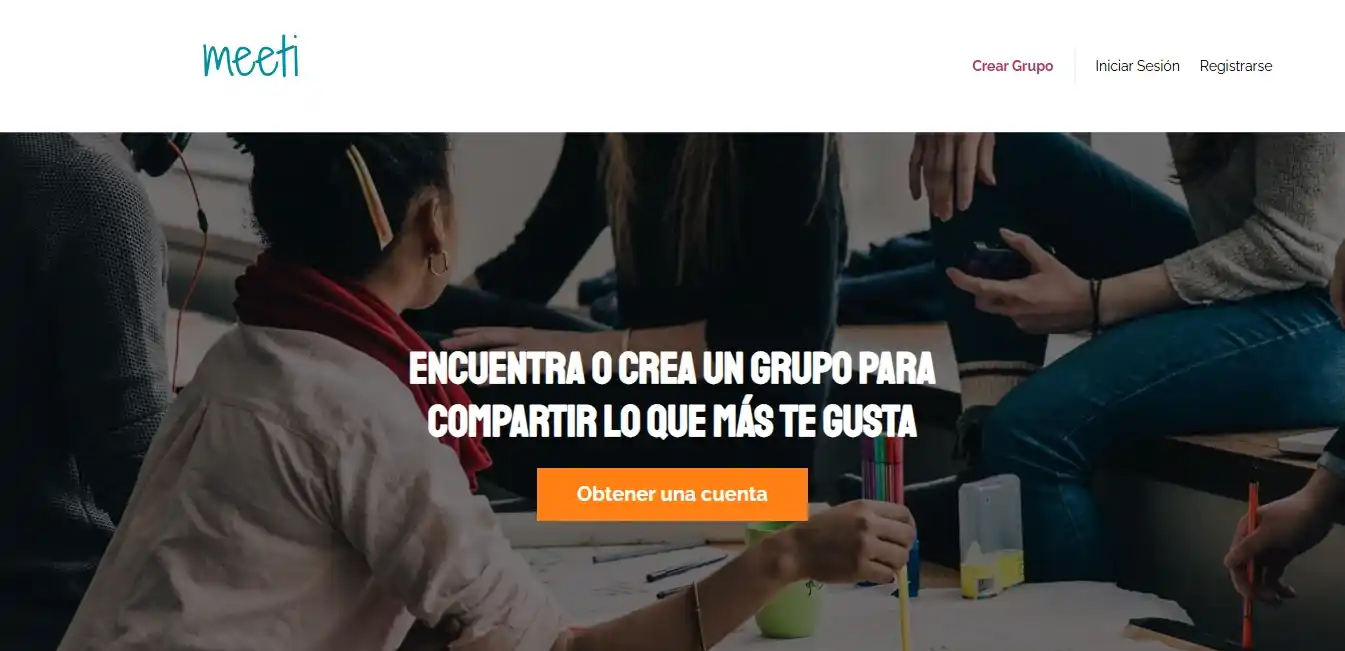 meeti
Crear Grupo
Iniciar Sesión
Registrarse
ENCUENTRA O CREA UN GRUPO PARA
COMPARTIR LO QUE MÁS TE GUSTA
Obtener una cuenta